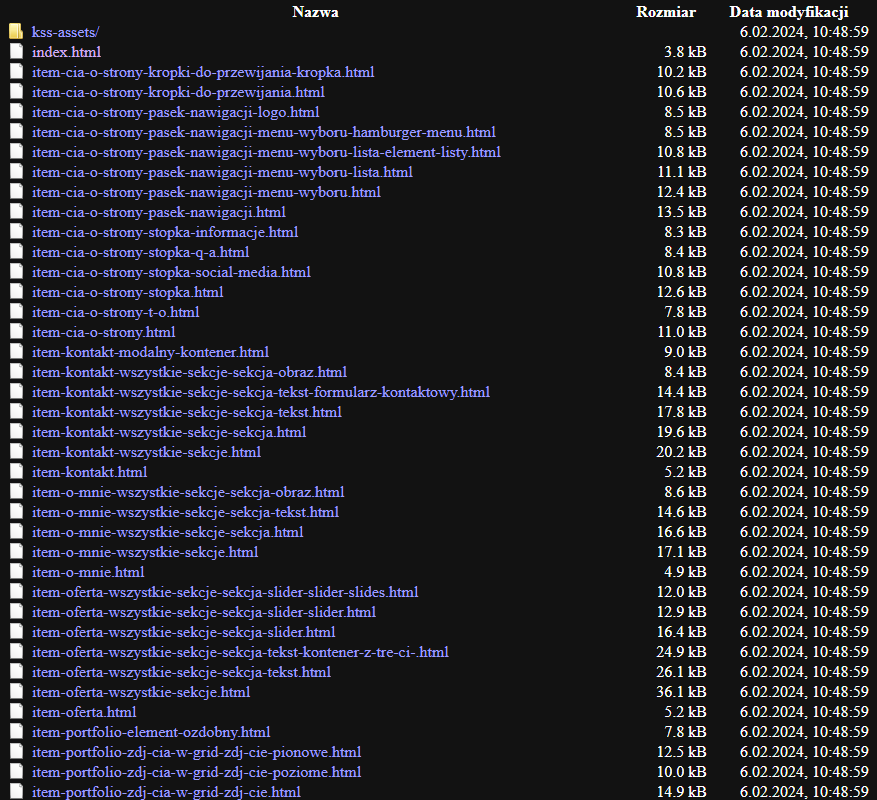 Nazwa Rozmiar Data modyfikacji
kss-assets/ 6.02.2024, 10:48:59
index.html 3.8 kB 6.02.2024, 10:48:59
item-cia-o-strony-kropki-do-przewijania-kropka.html 10.2 kB 6.02.2024, 10:48:59
item-cia-o-strony-kropki-do-przewijania.html 10.6 kB 6.02.2024, 10:48:59
item-cia-o-strony-pasek-nawigacji-logo.html 8.5 kB 6.02.2024, 10:48:59
item-cia-o-strony-pasek-nawigacji-menu-wyboru-hamburger-menu.html 8.5 kB 6.02.2024, 10:48:59
item-cia-o-strony-pasek-nawigacji-menu-wyboru-lista-element-listy.html 10.8 kB 6.02.2024, 10:48:59
item-cia-o-strony-pasek-nawigacji-menu-wyboru-lista.html 11.1 kB 6.02.2024, 10:48:59
item-cia-o-strony-pasek-nawigacji-menu-wyboru.html 12.4 kB 6.02.2024, 10:48:59
item-cia-o-strony-pasek-nawigacji.html 13.5 kB 6.02.2024, 10:48:59
item-cia-o-strony-stopka-informacje.html 8.3 kB 6.02.2024, 10:48:59
item-cia-o-strony-stopka-q-a.html 8.4 kB 6.02.2024, 10:48:59
item-cia-o-strony-stopka-social-media.html 10.8 kB 6.02.2024, 10:48:59
item-cia-o-strony-stopka.html 12.6 kB 6.02.2024, 10:48:59
item-cia-o-strony-t-o.html 7.8 kB 6.02.2024, 10:48:59
item-cia-o-strony.html 11.0 kB 6.02.2024, 10:48:59
item-kontakt-modalny-kontener.html 9.0 kB 6.02.2024, 10:48:59
item-kontakt-wszystkie-sekcje-sekcja-obraz.html 8.4 kB 6.02.2024, 10:48:59
item-kontakt-wszystkie-sekcje-sekcja-tekst-formularz-kontaktowy.html 14.4 kB 6.02.2024, 10:48:59
item-kontakt-wszystkie-sekcje-sekcja-tekst.html 17.8 kB 6.02.2024, 10:48:59
item-kontakt-wszystkie-sekcje-sekcja.html 19.6 kB 6.02.2024, 10:48:59
item-kontakt-wszystkie-sekcje.html 20.2 kB 6.02.2024, 10:48:59
item-kontakt.html 5.2 kB 6.02.2024, 10:48:59
item-o-mnie-wszystkie-sekcje-sekcja-obraz.html 8.6 kB 6.02.2024, 10:48:59
item-o-mnie-wszystkie-sekcje-sekcja-tekst.html 14.6 kB 6.02.2024, 10:48:59
item-o-mnie-wszystkie-sekcje-sekcja.html 16.6 kB 6.02.2024, 10:48:59
item-o-mnie-wszystkie-sekcje.html 17.1 kB 6.02.2024, 10:48:59
item-o-mnie.html 4.9 kB 6.02.2024, 10:48:59
item-oferta-wszystkie-sekcje-sekcja-slider-slider-slides.html 12.0 kB 6.02.2024, 10:48:59
item-oferta-wszystkie-sekcje-sekcja-slider-slider.html 12.9 kB 6.02.2024, 10:48:59
item-oferta-wszystkie-sekcje-sekcja-slider.html 16.4 kB 6.02.2024, 10:48:59
item-oferta-wszystkie-sekcje-sekcja-tekst-kontener-z-tre-ci-.html 24.9 kB 6.02.2024, 10:48:59
item-oferta-wszystkie-sekcje-sekcja-tekst.html 26.1 kB 6.02.2024, 10:48:59
item-oferta-wszystkie-sekcje.html 36.1 kB 6.02.2024, 10:48:59
item-oferta.html 5.2 kB 6.02.2024, 10:48:59
item-portfolio-element-ozdobny.html 7.8 kB 6.02.2024, 10:48:59
item-portfolio-zdj-cia-w-grid-zdj-cie-pionowe.html 12.5 kB 6.02.2024, 10:48:59
item-portfolio-zdj-cia-w-grid-zdj-cie-poziome.html 10.0 kB 6.02.2024, 10:48:59
item-portfolio-zdj-cia-w-grid-zdj-cie.html 14.9 kB 6.02.2024, 10:48:59